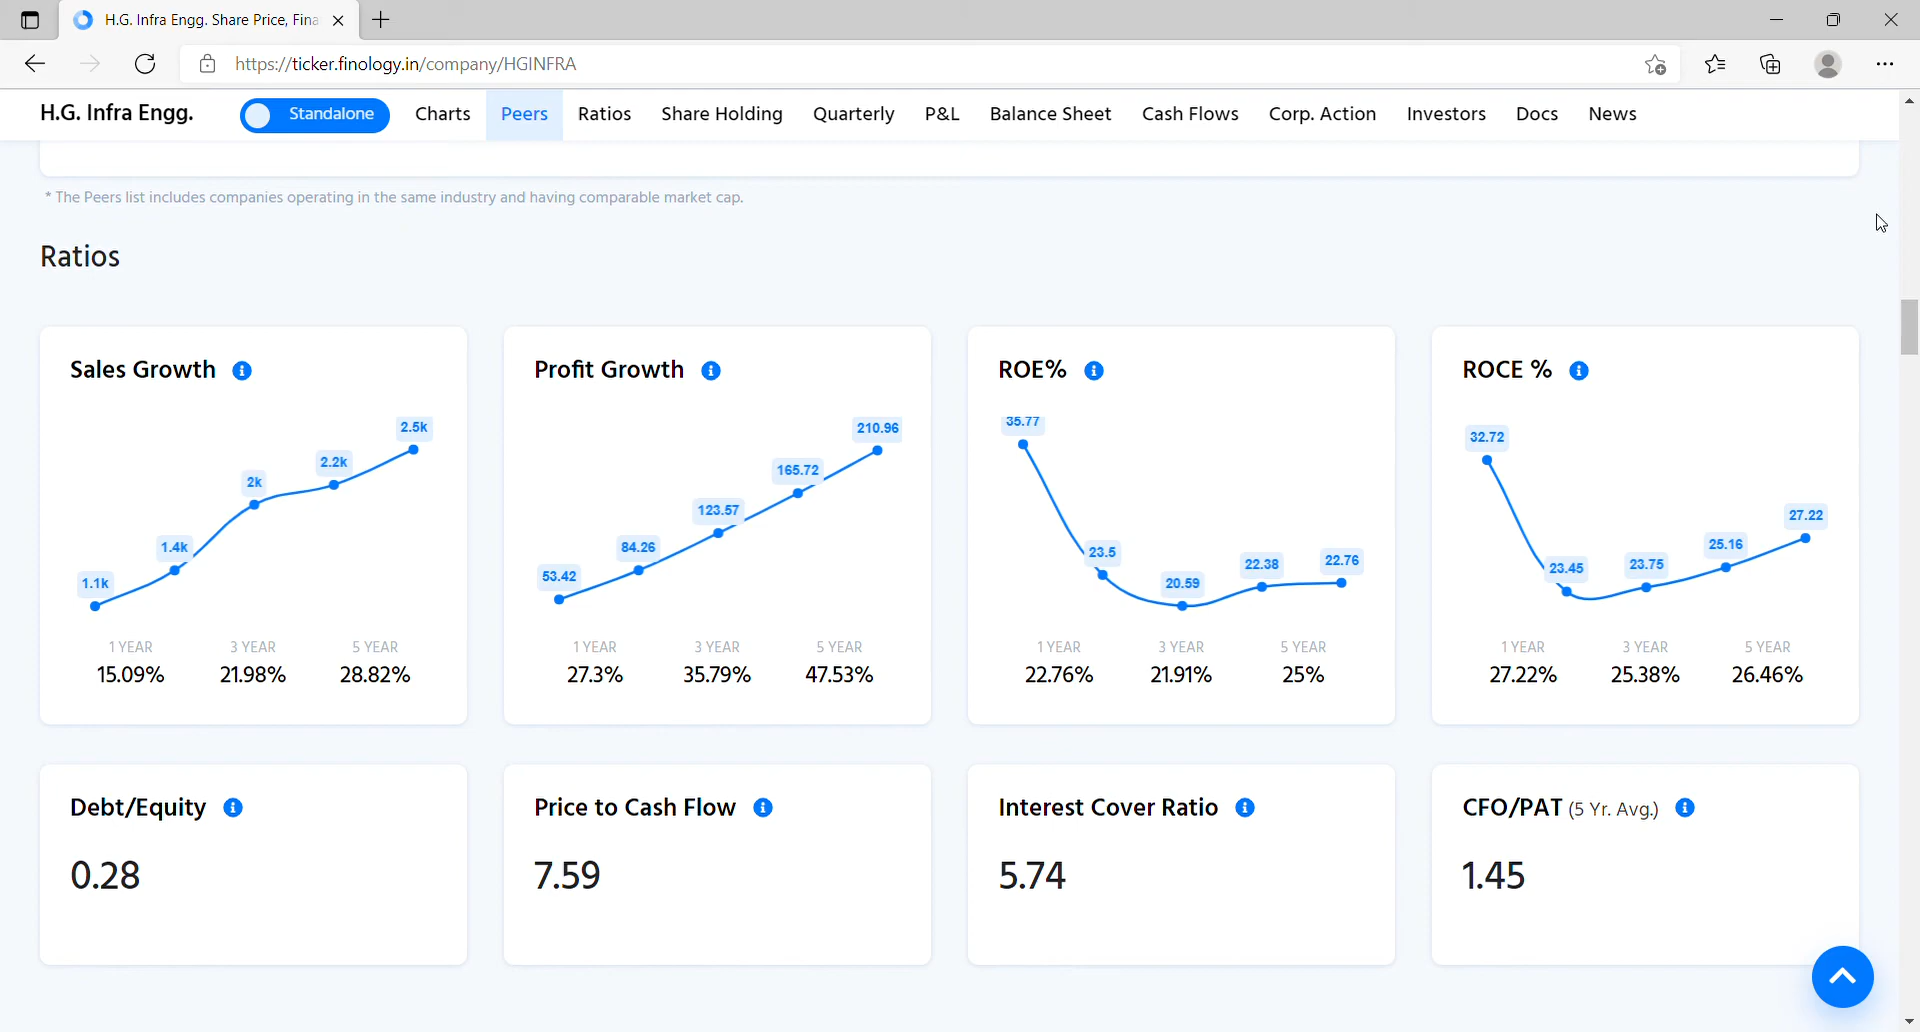 H.G. Infra Engg. Share Price, Fina
https://ticker.finology.in/company/HGINFRA
H.G. Infra Engg. Standalone Charts Peers Ratios Share Holding Quarterly P&L Balance Sheet Cash Flows Corp. Action Investors Docs News
* The Peers list includes companies operating in the same industry and having comparable market cap.
Ratios
Sales Growth
1.1k 1.4k 2k 2.2k 2.5k
1 YEAR 3 YEAR 5 YEAR
15.09% 21.98% 28.82%
Profit Growth
53.42 84.26 123.57 165.72 210.96
1 YEAR 3 YEAR 5 YEAR
27.3% 35.79% 47.53%
ROE%
35.77 23.5 20.59 22.38 22.76
1 YEAR 3 YEAR 5 YEAR
22.76% 21.91% 25%
ROCE %
32.72 23.45 23.75 25.16 27.22
1 YEAR 3 YEAR 5 YEAR
27.22% 25.38% 26.46%
Debt/Equity
0.28
Price to Cash Flow
7.59
Interest Cover Ratio
5.74
CFO/PAT (5 Yr. Avg.)
1.45